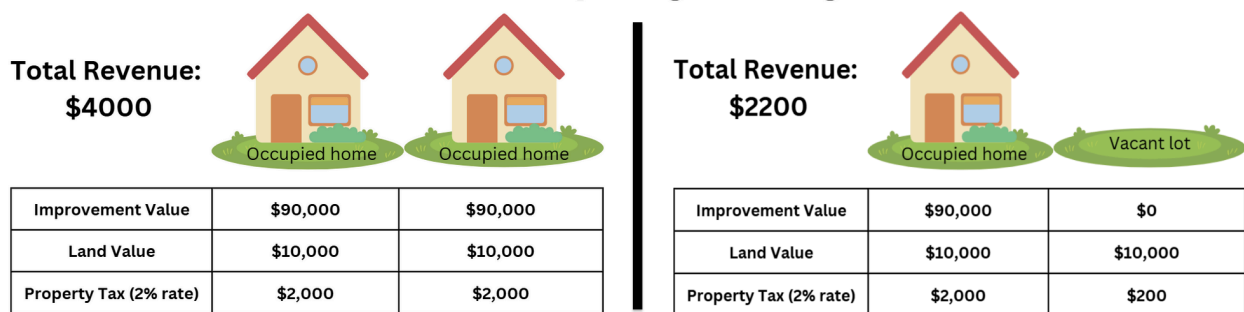 Total Revenue:
$4000
Occupied home
Occupied home
Improvement Value $90,000 $90,000
Land Value $10,000 $10,000
Property Tax (2% rate) $2,000 $2,000
Total Revenue:
$2200
Occupied home
Vacant lot
Improvement Value $90,000 $0
Land Value $10,000 $10,000
Property Tax (2% rate) $2,000 $200